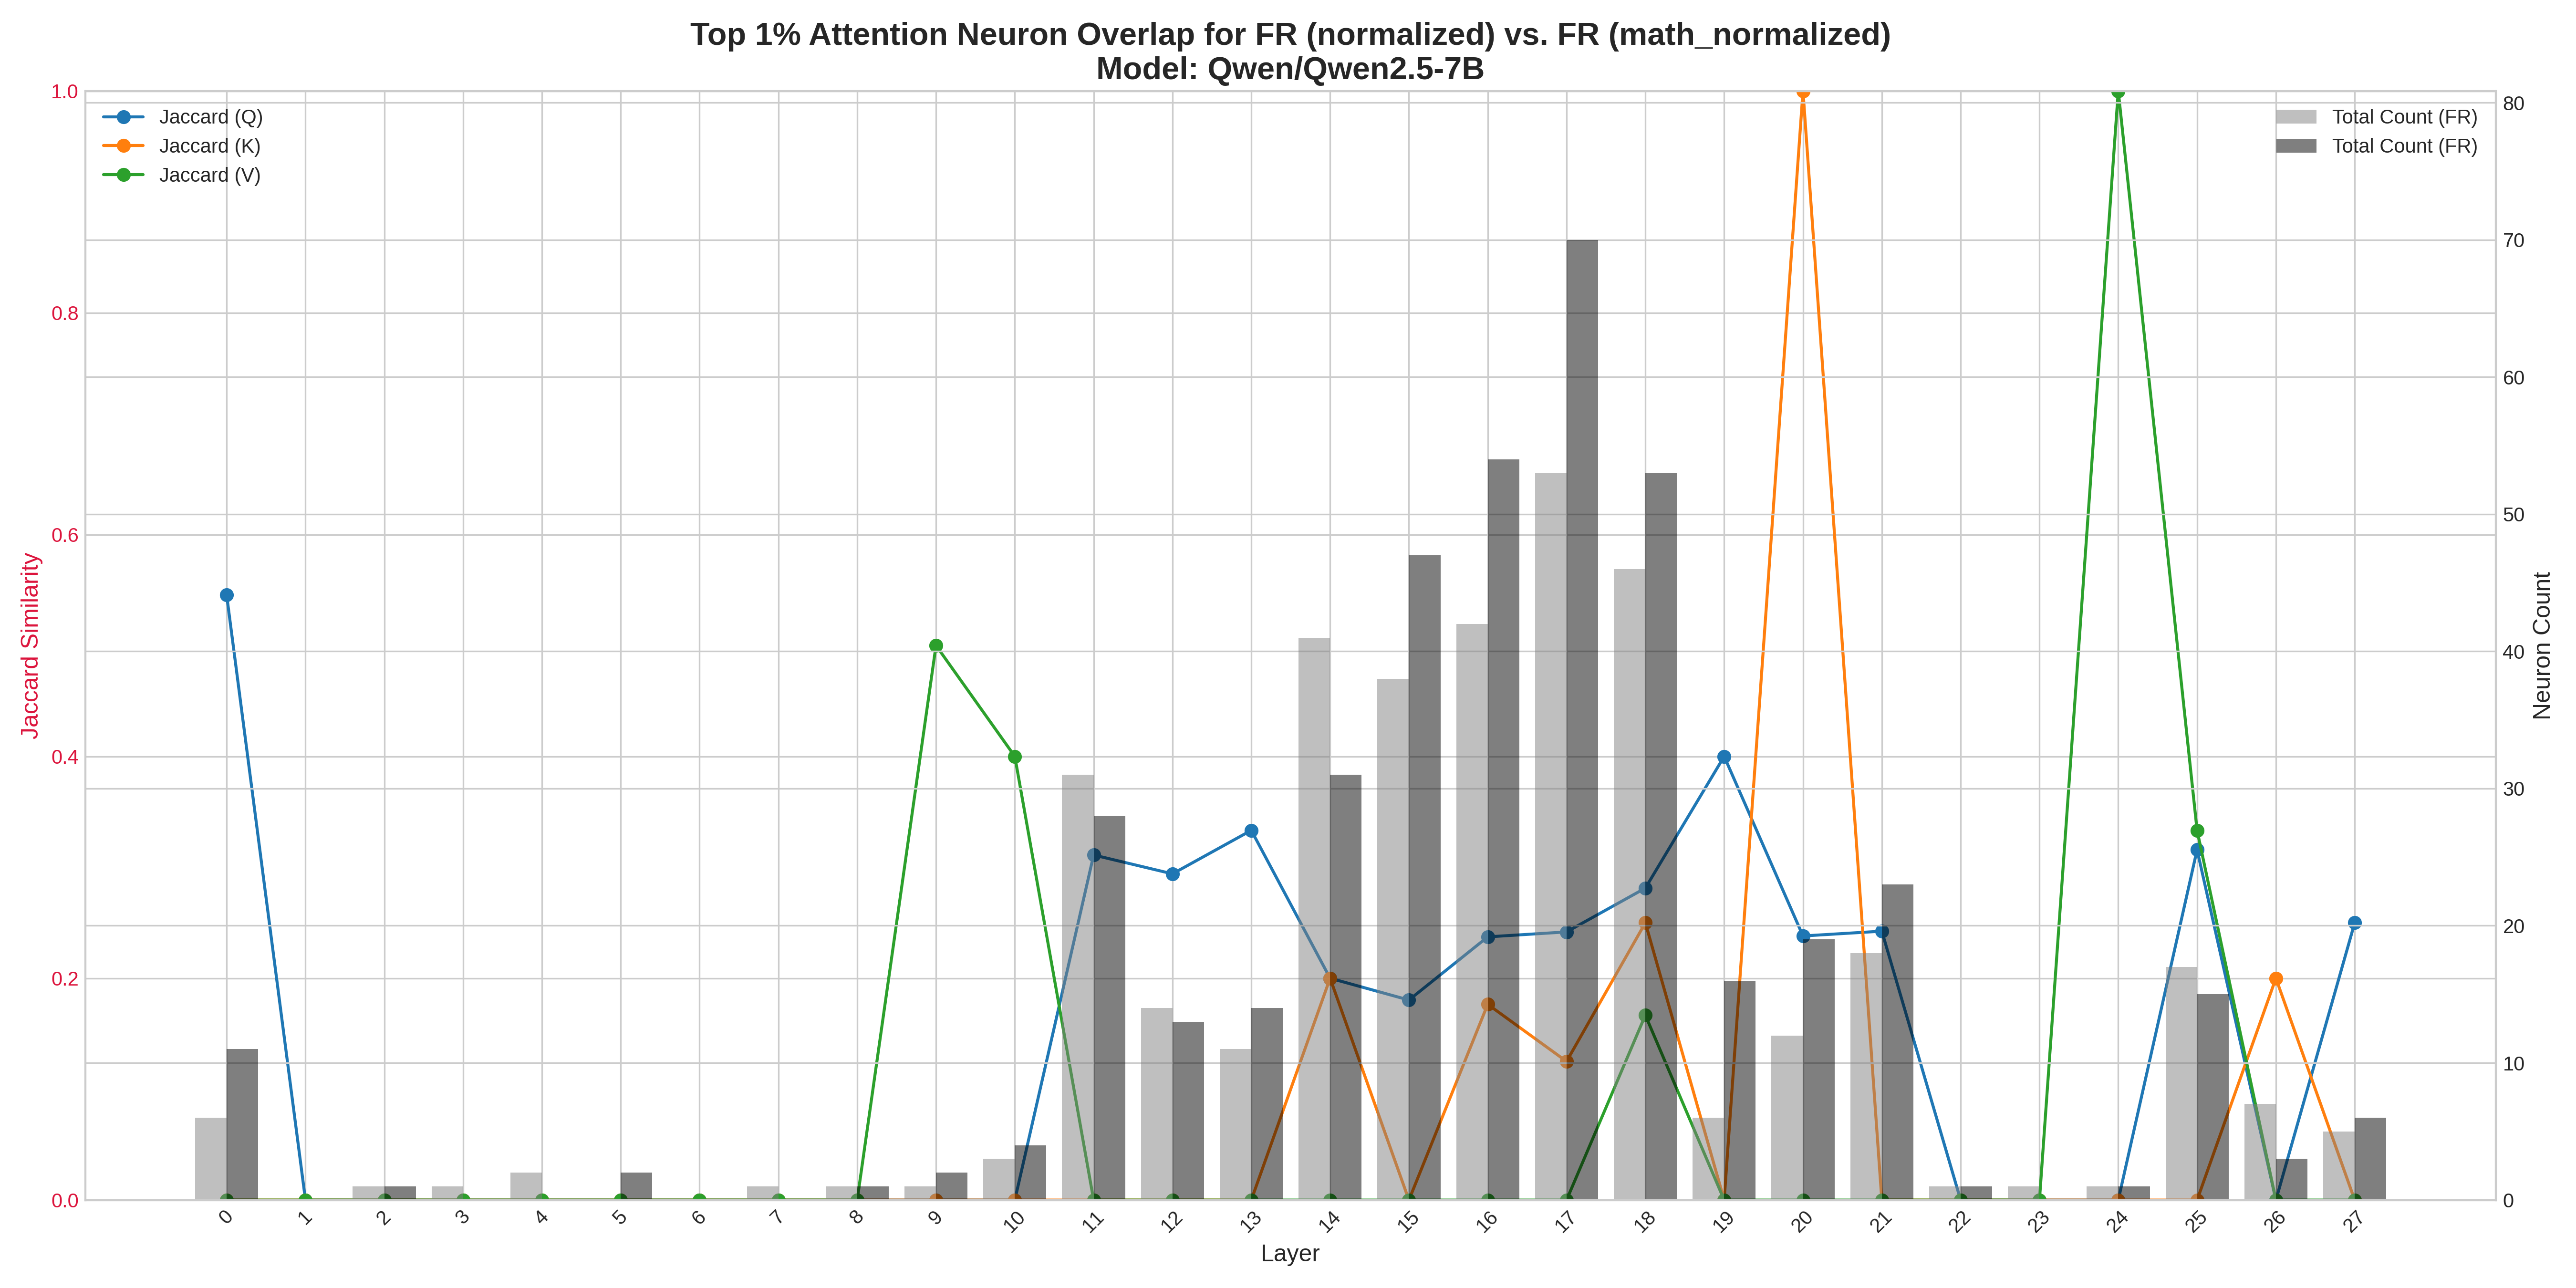 Top 1% Attention Neuron Overlap for FR (normalized) vs. FR (math_normalized)
Model: Qwen/Qwen2.5-7B
Jaccard (Q)
Jaccard (K)
Jaccard (V)
Total Count (FR)
Total Count (FR)
1.0
0.8
0.6
0.4
0.2
0.0
Jaccard Similarity
80
70
60
50
40
30
20
10
0
Neuron Count
0 1 2 3 4 5 6 7 8 9 10 11 12 13 14 15 16 17 18 19 20 21 22 23 24 25 26 27
Layer